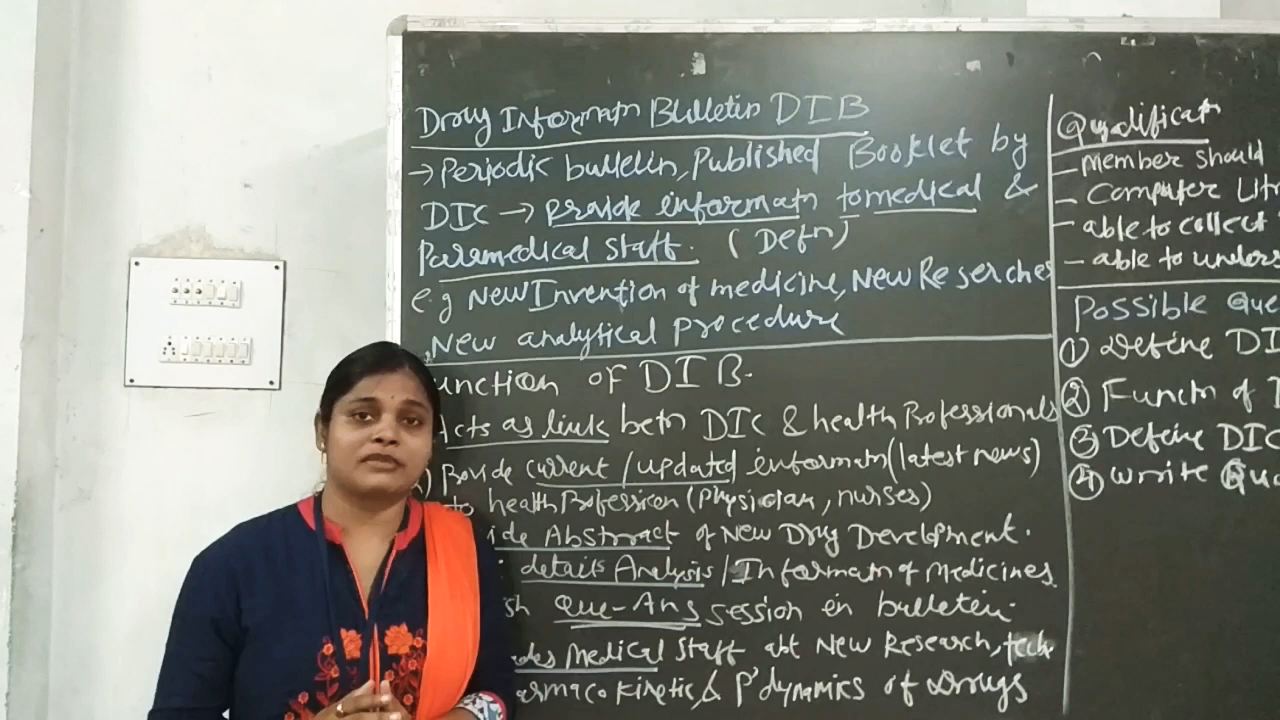 Drug Informatn Bulletin DIB
→ Periodic bulletin, Published Booklet by
DIC → Provide informatn to medical &
Paramedical Staff. (Defn)
e.g New Invention of medicine, New Researches
New analytical Procedure
unction of DIB.
Acts as link betn DIC & health Professionals
Provide current / updated informatn (latest news)
to health Profession (Physician, nurses)
ide Abstract of New Drug Development.
details Analysis / Informatn of Medicines.
sh Que-Ans session in bulletin.
ides Medical Staff abt New Research, tech
armacokinetic & P'dynamics of Drugs
Qualificatn
- member should
- Computer Lite
- able to collect
- able to unders
Possible Que
① Define DI
② Functn of D
③ Define DIC
④ Write Qua